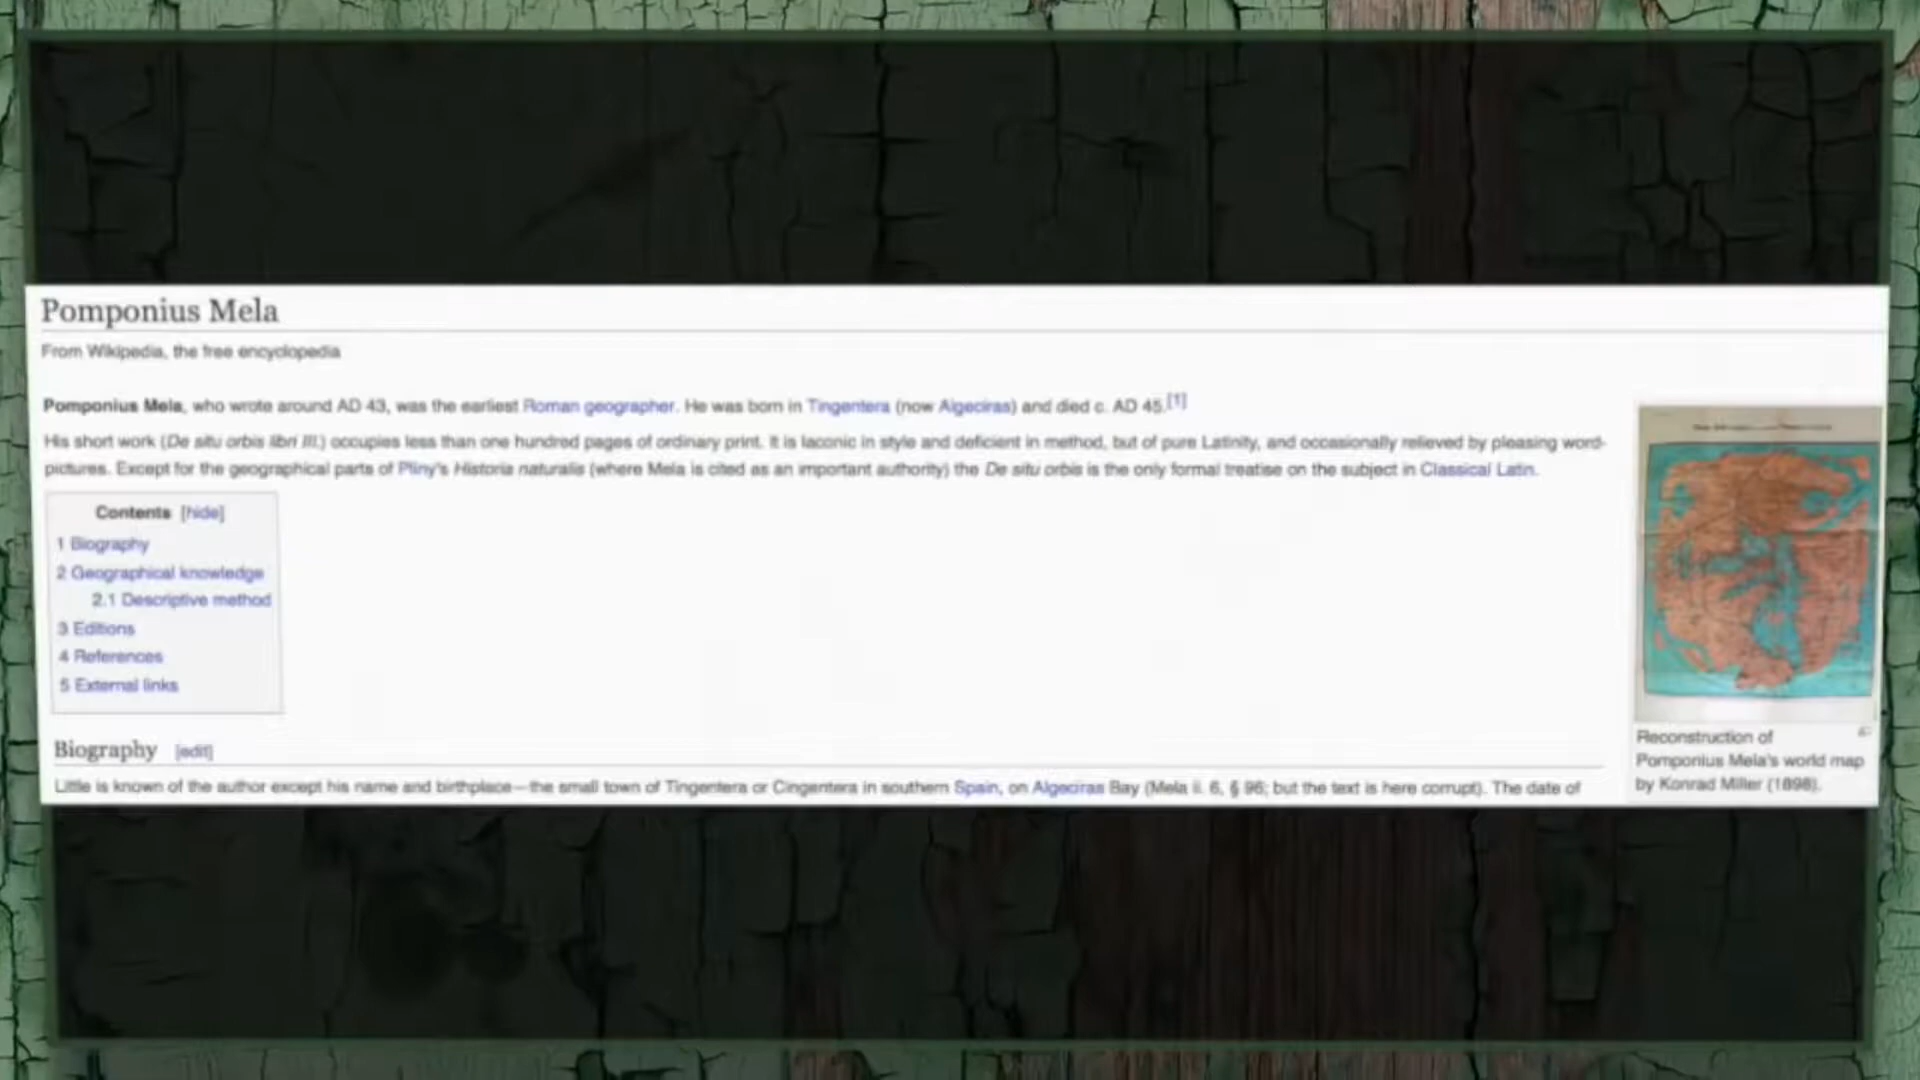 Pomponius Mela
From Wikipedia, the free encyclopedia
Pomponius Mela, who wrote around AD 43, was the earliest Roman geographer. He was born in Tingentera (now Algeciras) and died c. AD 45.[1]
His short work (De situ orbis libri III.) occupies less than one hundred pages of ordinary print. It is laconic in style and deficient in method, but of pure Latinity, and occasionally relieved by pleasing word-
pictures. Except for the geographical parts of Pliny's Historia naturalis (where Mela is cited as an important authority) the De situ orbis is the only formal treatise on the subject in Classical Latin.
Contents [hide]
1 Biography
2 Geographical knowledge
2.1 Descriptive method
3 Editions
4 References
5 External links
Biography [edit]
Little is known of the author except his name and birthplace—the small town of Tingentera or Cingentera in southern Spain, on Algeciras Bay (Mela ii. 6, § 96; but the text is here corrupt). The date of
Reconstruction of
Pomponius Mela's world map
by Konrad Miller (1898).